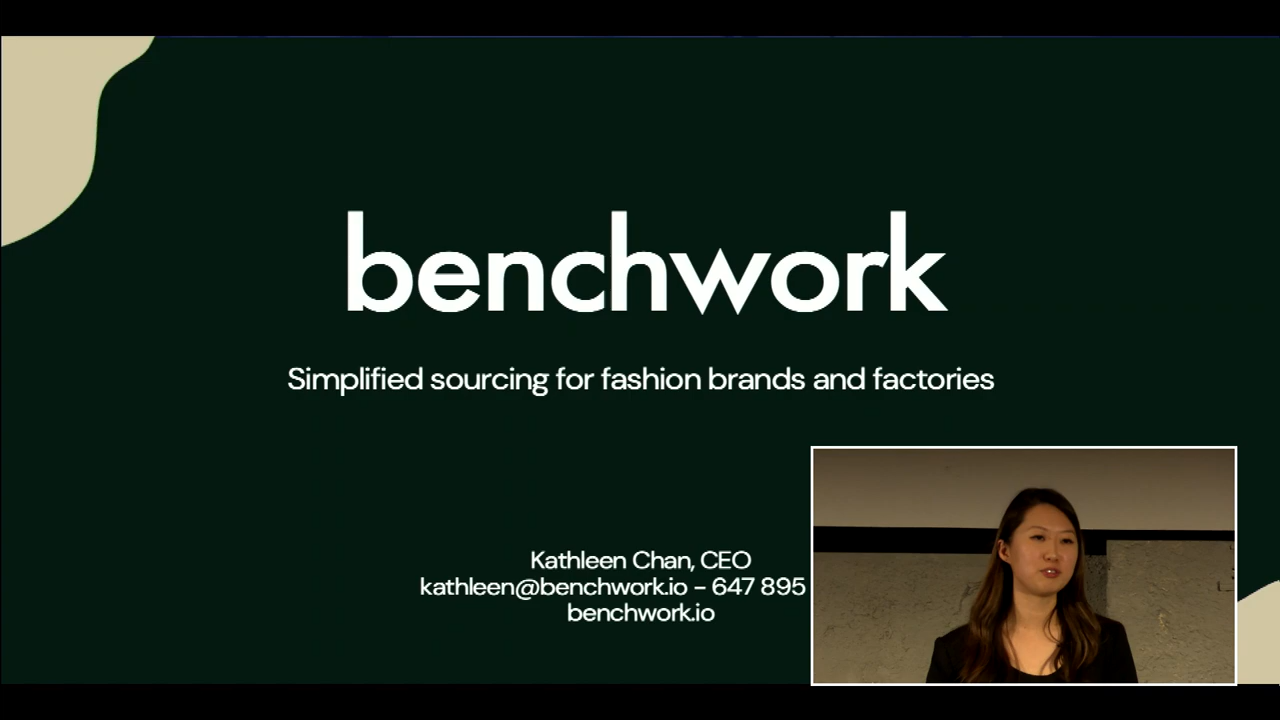 benchwork
Simplified sourcing for fashion brands and factories
Kathleen Chan, CEO
kathleen@benchwork.io – 647 895
benchwork.io